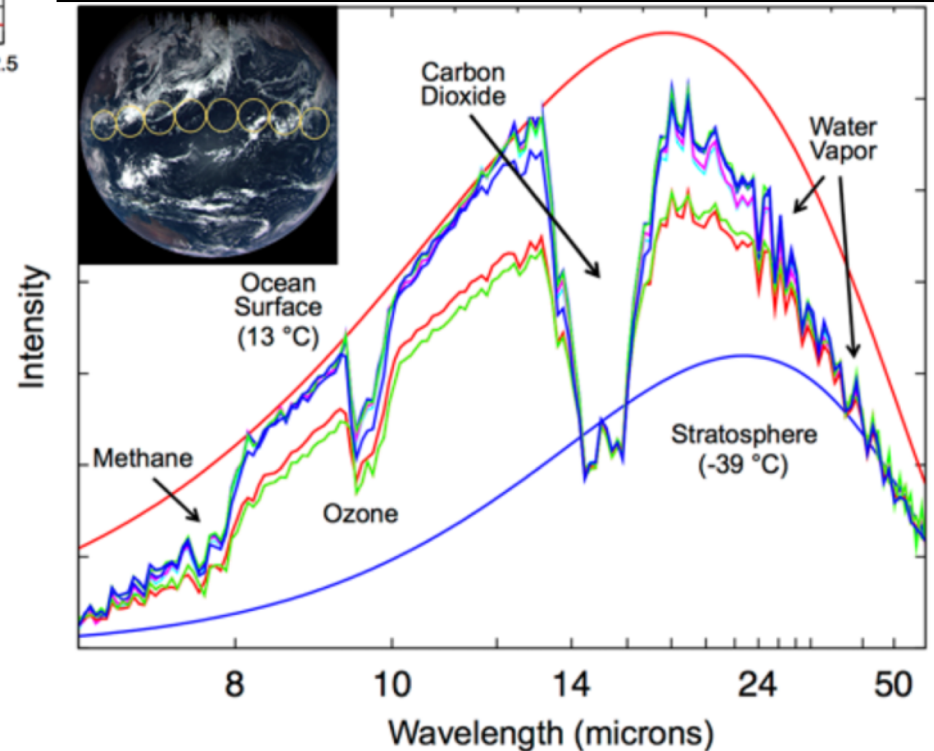 .5
Carbon
Dioxide
Water
Vapor
Ocean
Surface
(13 °C)
Intensity
Methane
Stratosphere
(-39 °C)
Ozone
8 10 14 24 50
Wavelength (microns)